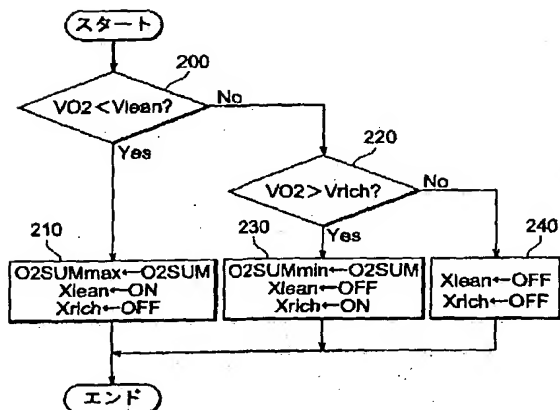 スタート
200
VO2<Vlean?
No
Yes
220
VO2>Vrich?
No
Yes
210
O2SUMmax←O2SUM
Xlean←ON
Xrich←OFF
230
O2SUMmin←O2SUM
Xlean←OFF
Xrich←ON
240
Xlean←OFF
Xrich←OFF
エンド